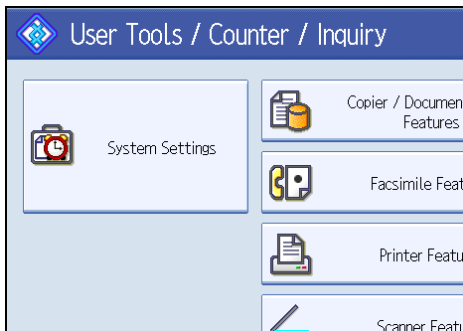 User Tools / Counter / Inquiry
System Settings
Copier / Documen
Features
Facsimile Feat
Printer Featu
Scanner Featu